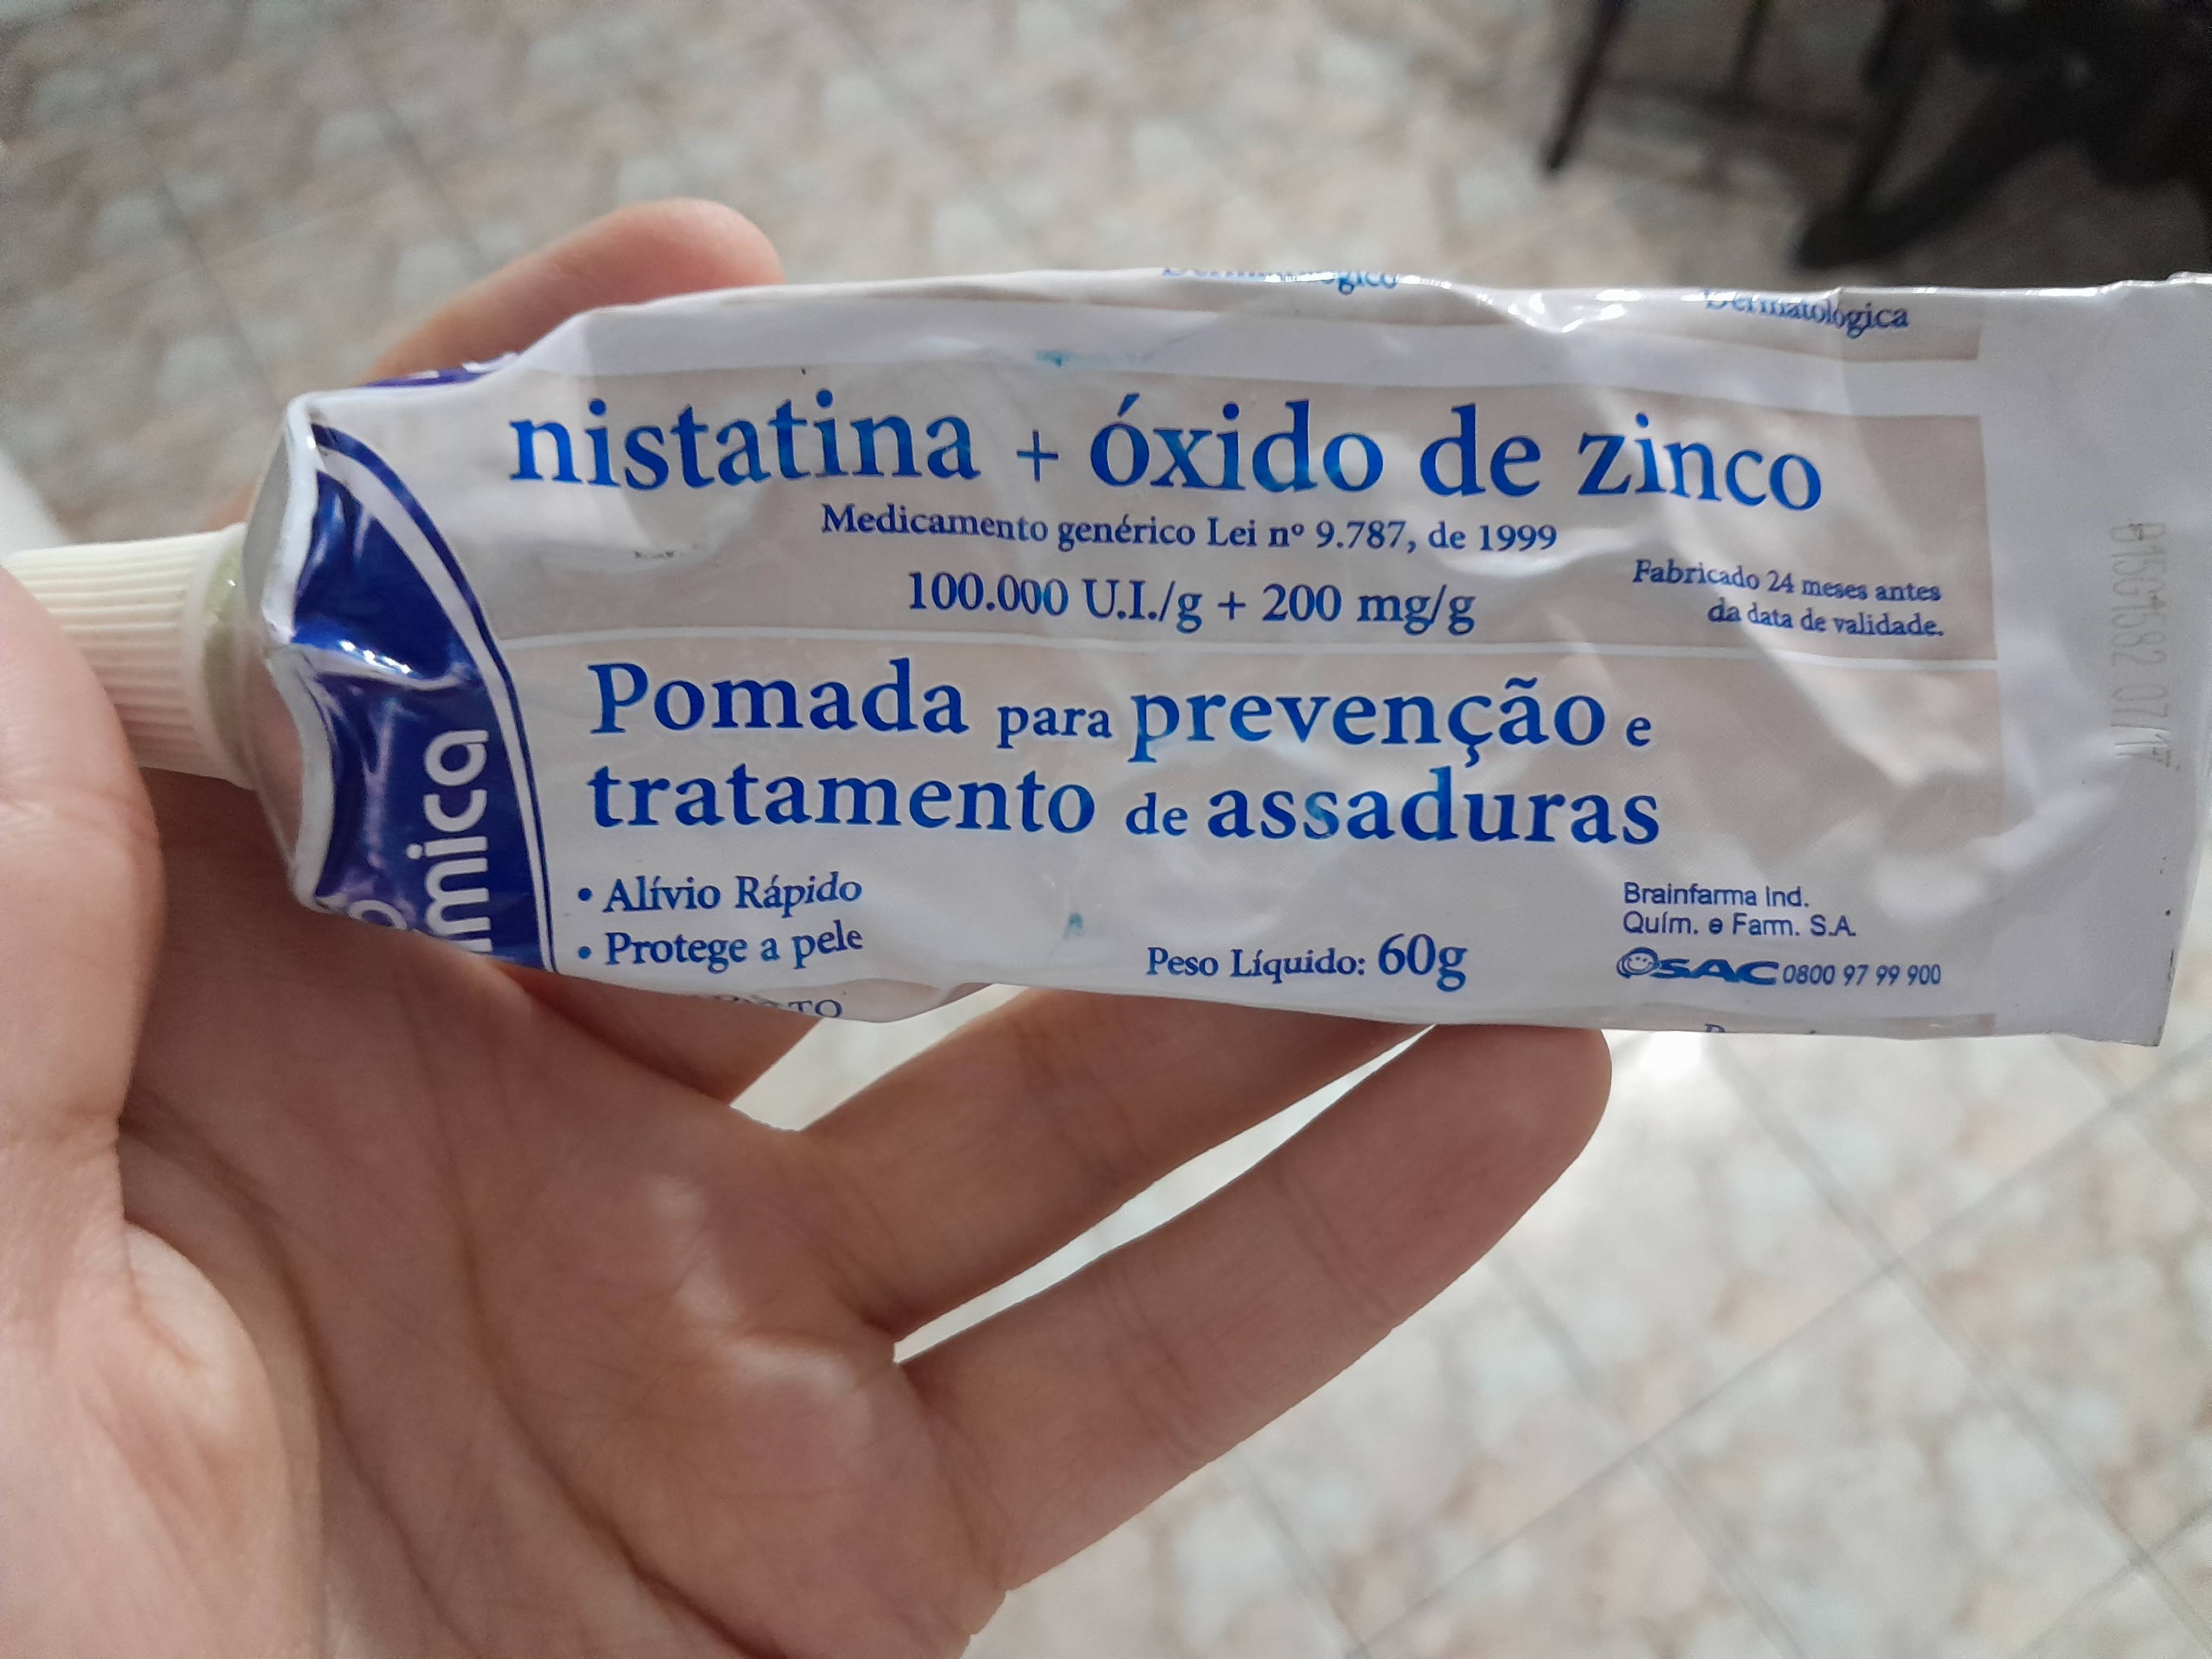 Dermatológica
nistatina + óxido de zinco
Medicamento genérico Lei nº 9.787, de 1999
100.000 U.I./g + 200 mg/g
Fabricado 24 meses antes
da data de validade.
Pomada para prevenção e
tratamento de assaduras
• Alívio Rápido
• Protege a pele
Peso Líquido: 60g
Brainfarma Ind.
Quím. e Farm. S.A.
SAC 0800 97 99 900
mica